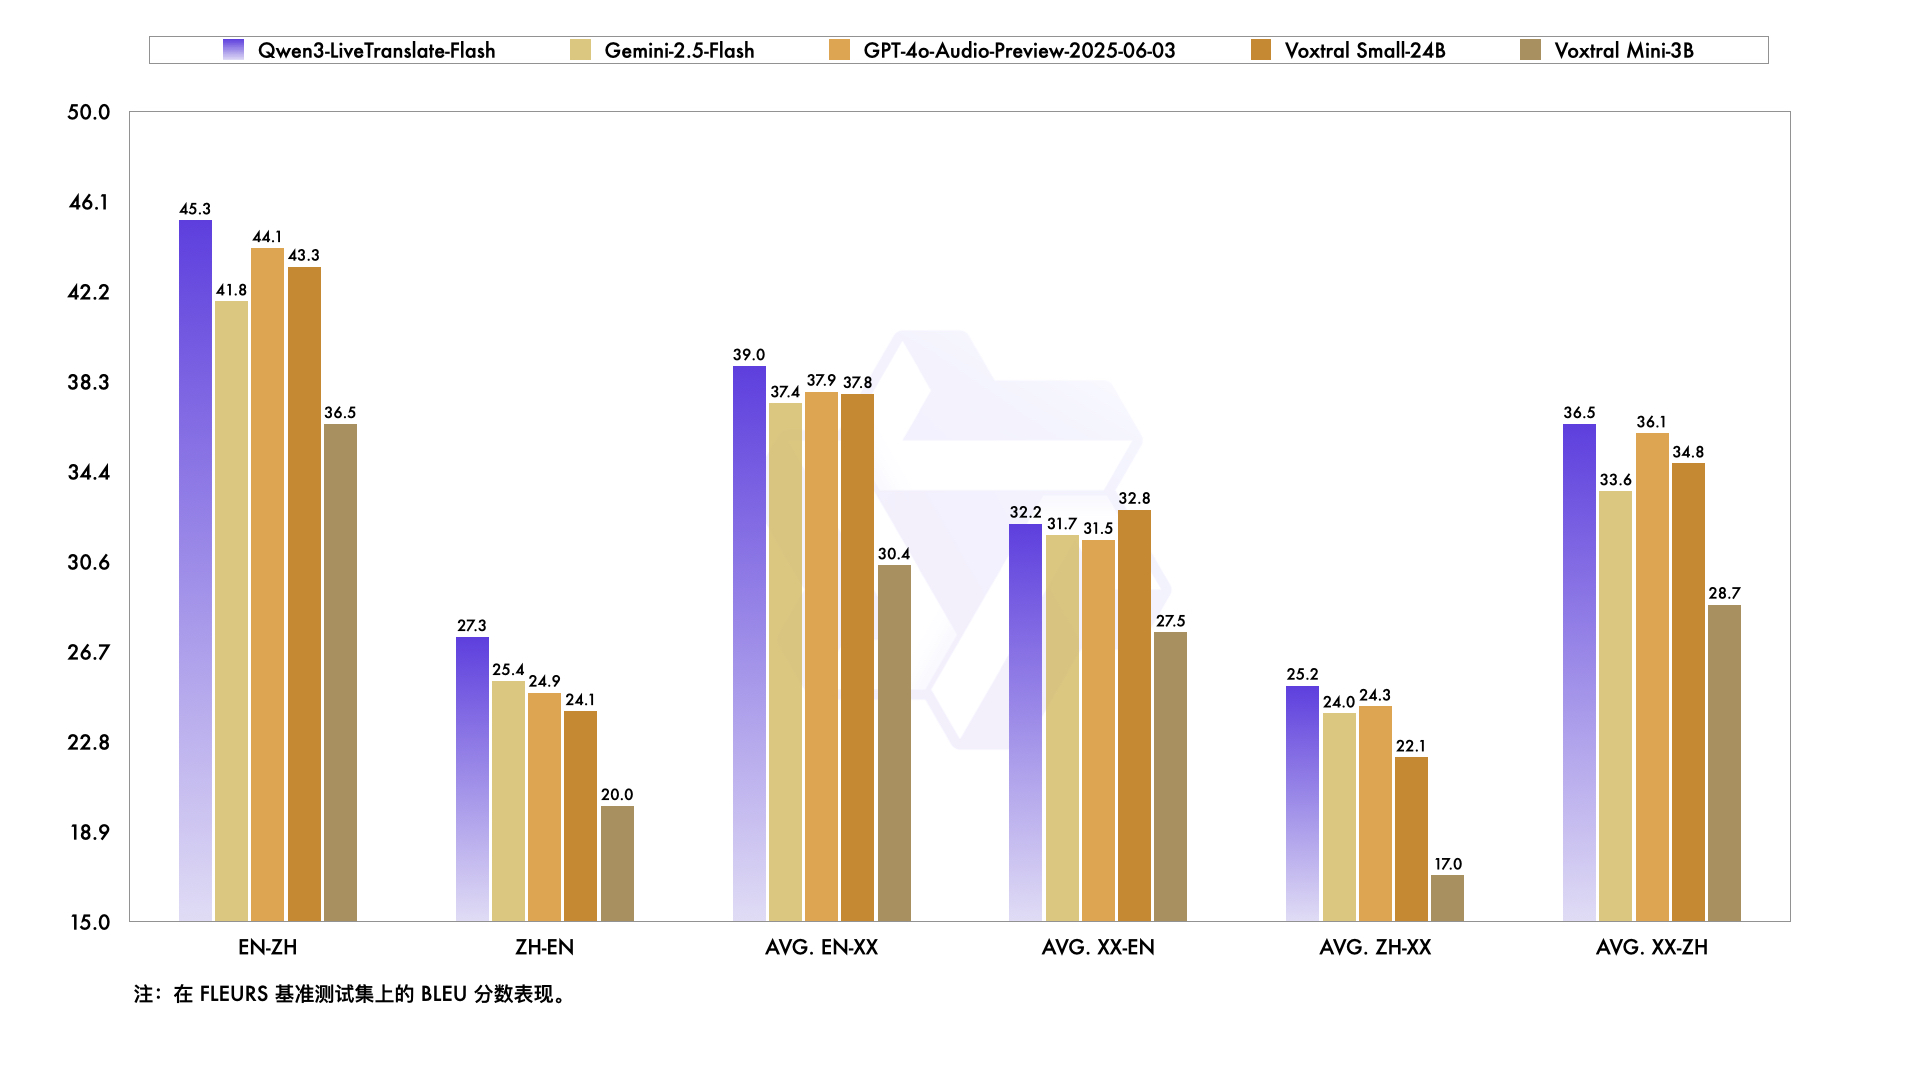 Qwen3-LiveTranslate-Flash Gemini-2.5-Flash GPT-4o-Audio-Preview-2025-06-03 Voxtral Small-24B Voxtral Mini-3B
50.0
46.1
42.2
38.3
34.4
30.6
26.7
22.8
18.9
15.0
45.3 41.8 44.1 43.3 36.5
27.3 25.4 24.9 24.1 20.0
39.0 37.4 37.9 37.8 30.4
32.2 31.7 31.5 32.8 27.5
25.2 24.0 24.3 22.1 17.0
36.5 33.6 36.1 34.8 28.7
EN-ZH ZH-EN AVG. EN-XX AVG. XX-EN AVG. ZH-XX AVG. XX-ZH
注：在 FLEURS 基准测试集上的 BLEU 分数表现。